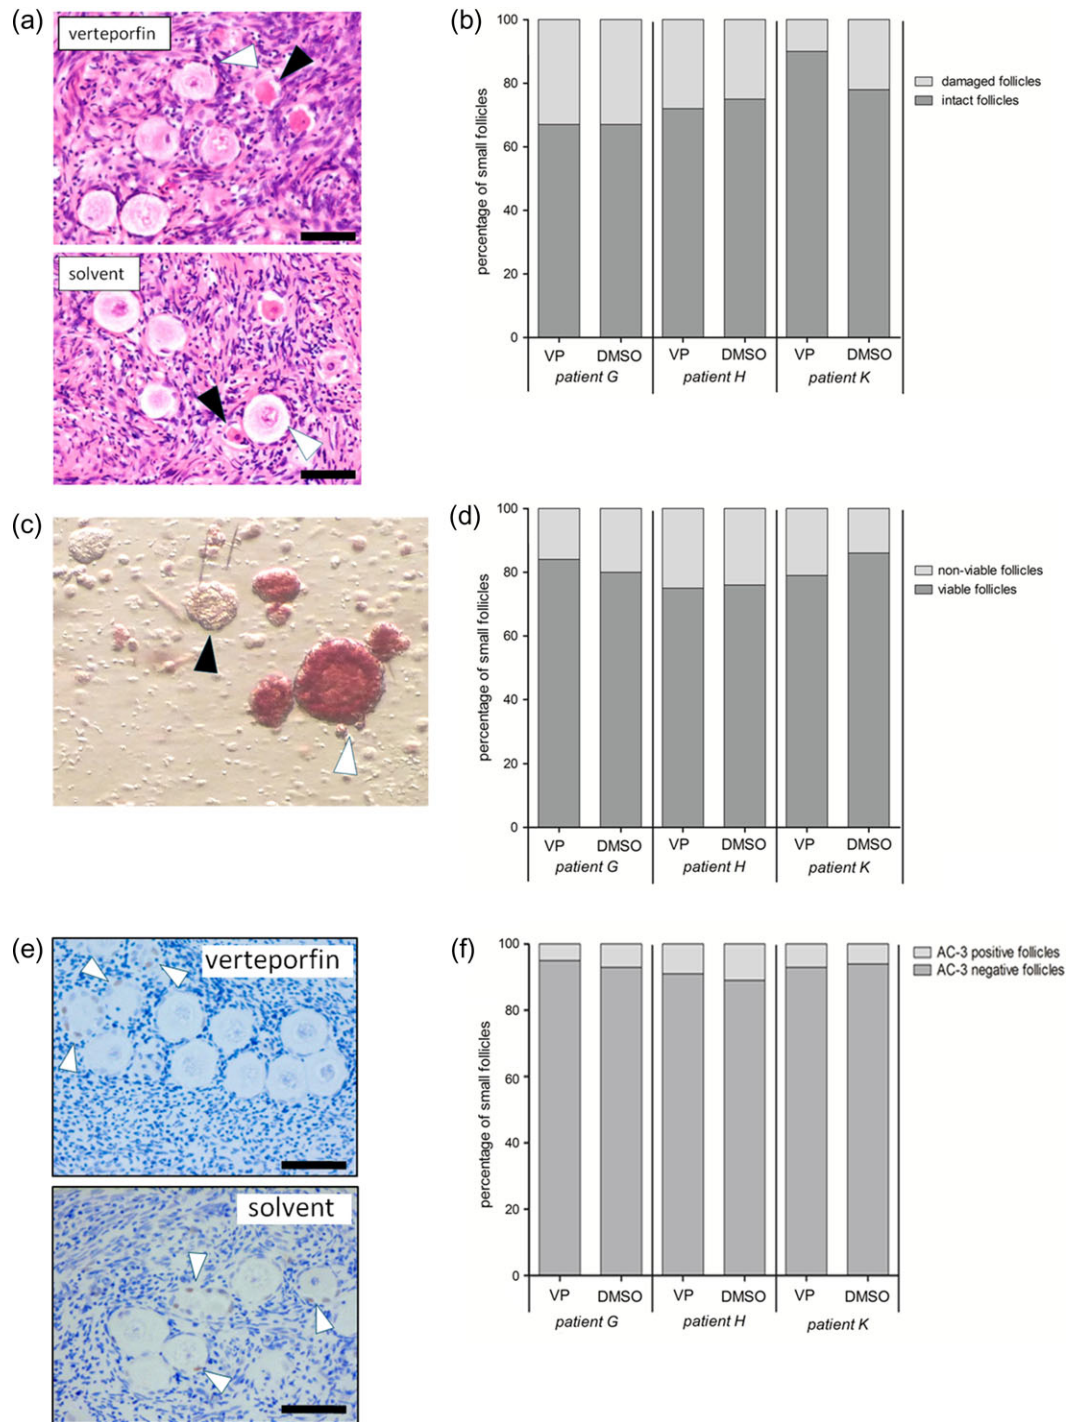 (a)
verteporfin
solvent
(b)
percentage of small follicles
100
80
60
40
20
0
VP DMSO VP DMSO VP DMSO
patient G patient H patient K
damaged follicles
intact follicles
(c)
(d)
percentage of small follicles
100
80
60
40
20
0
VP DMSO VP DMSO VP DMSO
patient G patient H patient K
non-viable follicles
viable follicles
(e)
verteporfin
solvent
(f)
percentage of small follicles
100
80
60
40
20
0
VP DMSO VP DMSO VP DMSO
patient G patient H patient K
AC-3 positive follicles
AC-3 negative follicles